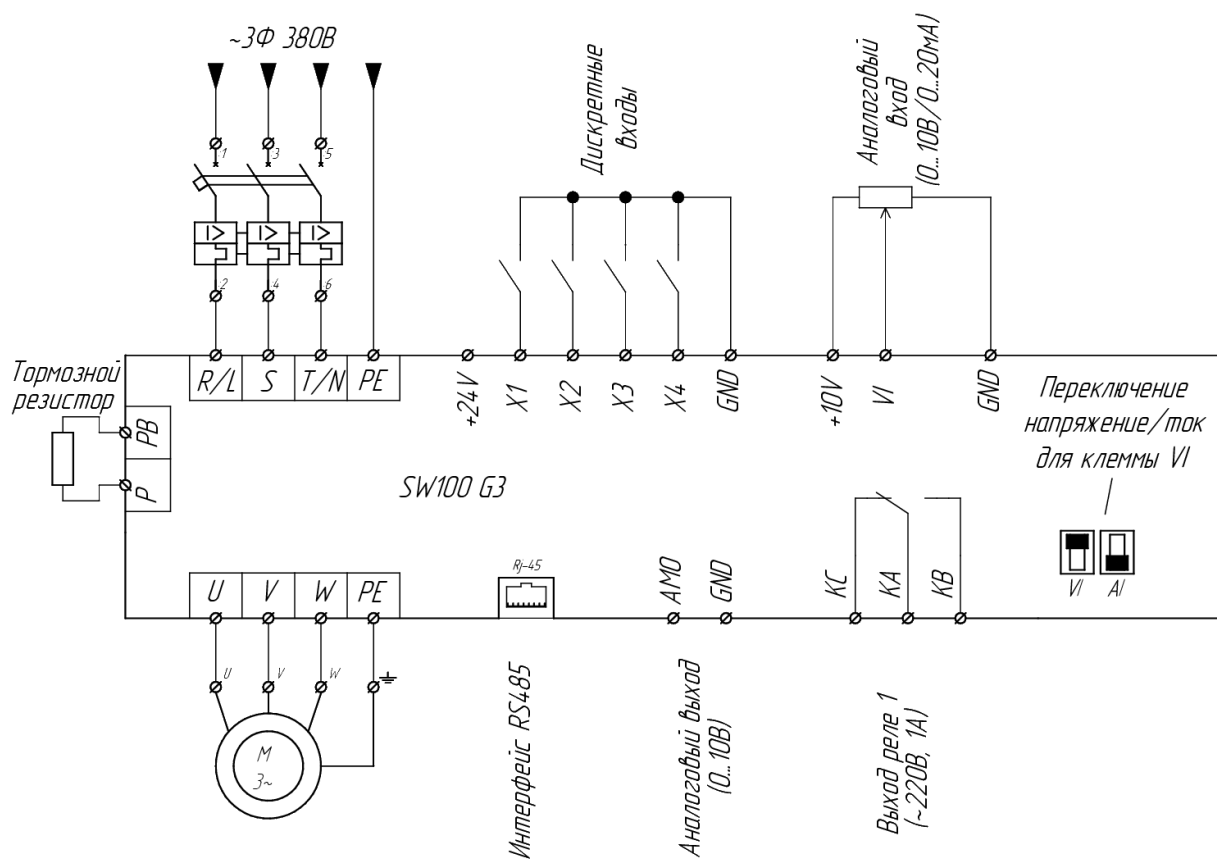 ~3Ф 380В
1
3
5
I>
I>
I>
2
4
6
Дискретные
входы
Аналоговый
вход
(0...10В/0...20мА)
Тормозной
резистор
R/L
S
T/N
PE
+24V
X1
X2
X3
X4
GND
+10V
VI
GND
PB
P
Переключение
напряжение/ток
для клеммы VI
SW100 G3
VI
AI
U
V
W
PE
Rj-45
AMO
GND
KC
KA
KB
U
V
W
М
3~
Интерфейс RS485
Аналоговый выход
(0...10В)
Выход реле 1
(~220В, 1А)